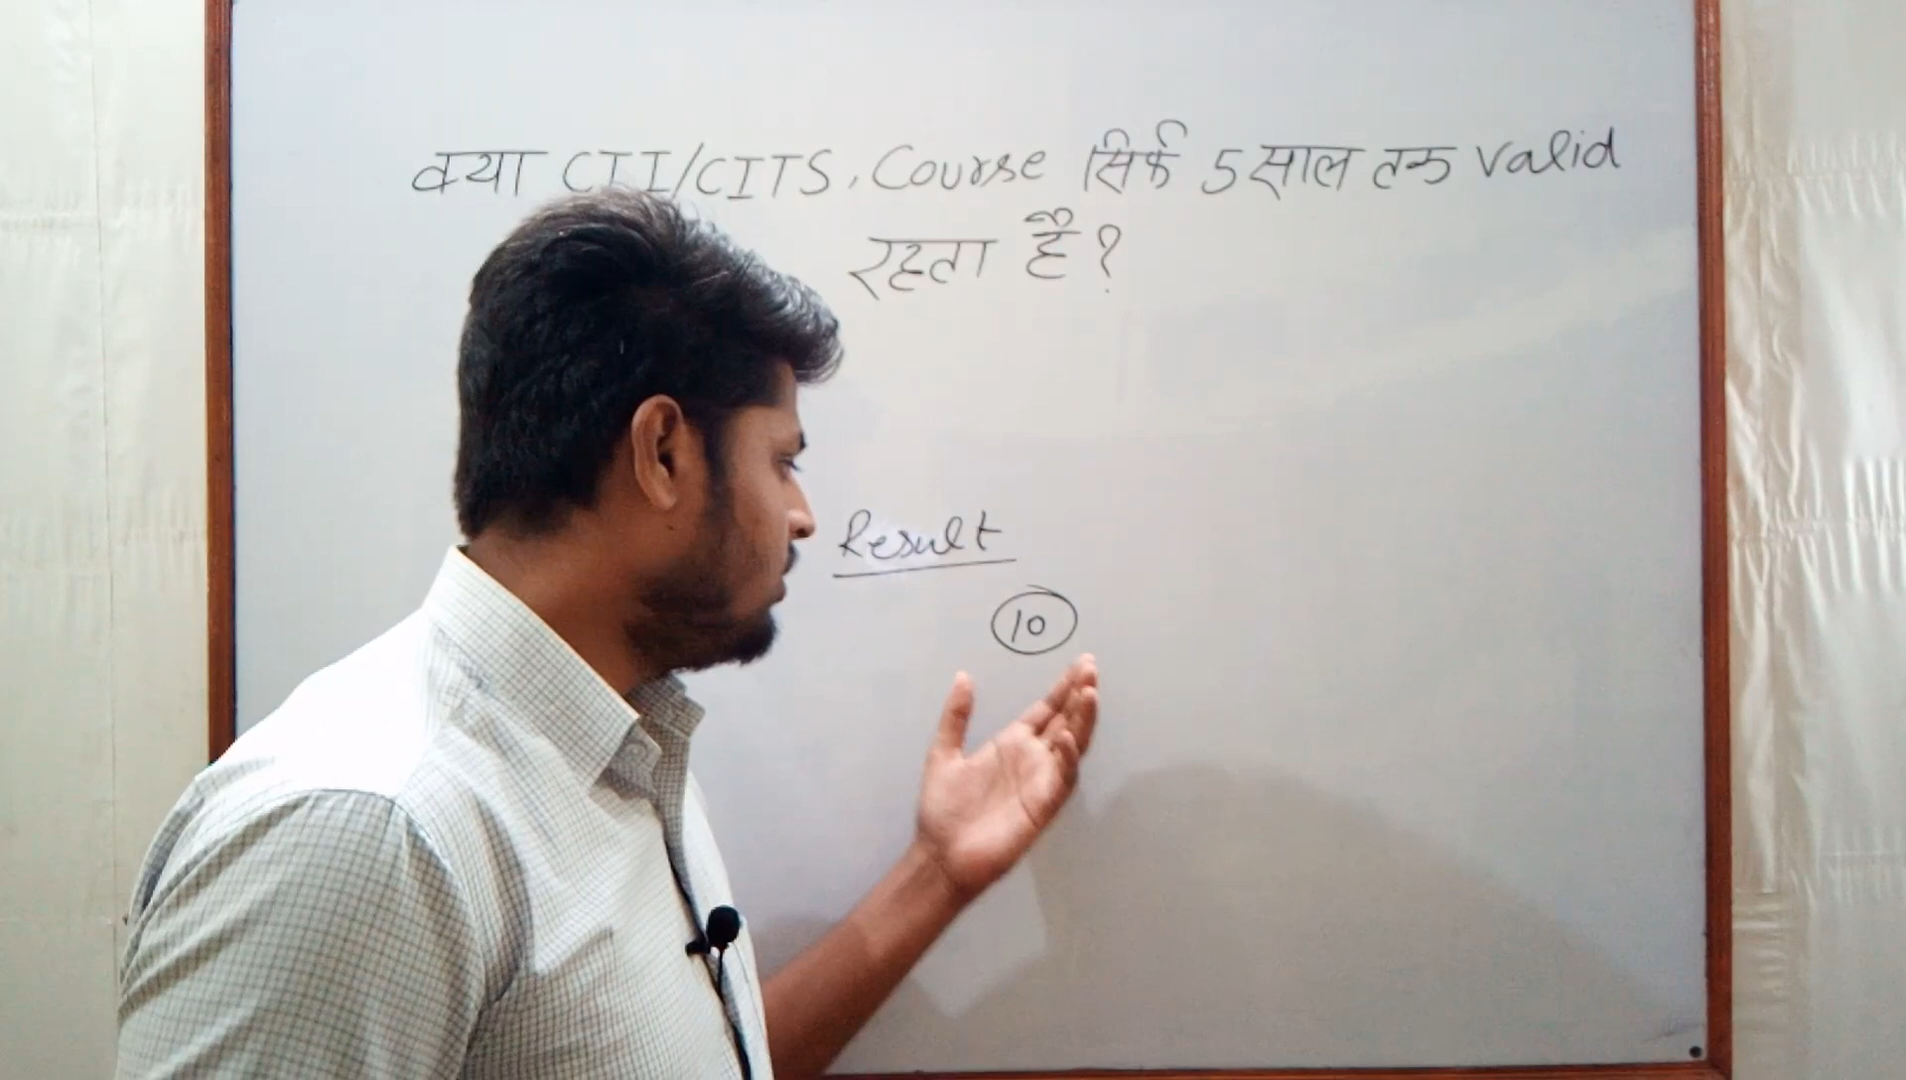 क्या CTI/CITS, Course सिर्फ 5 साल तक valid
रहता है?
Result
10